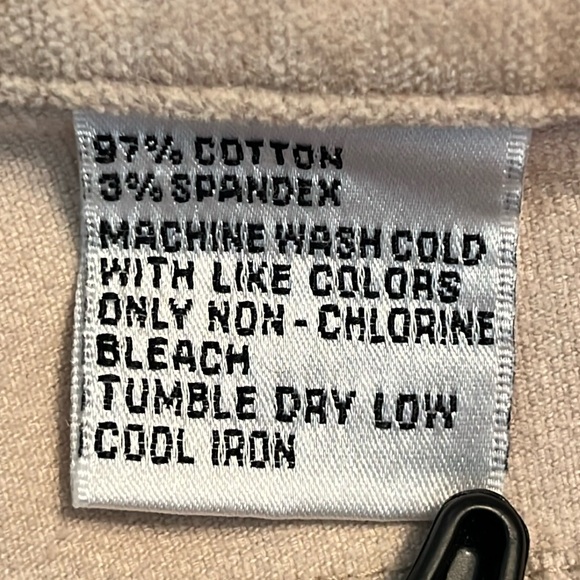 97% COTTON
3% SPANDEX
MACHINE WASH COLD
WITH LIKE COLORS
ONLY NON-CHLORINE
BLEACH
TUMBLE DRY LOW
COOL IRON